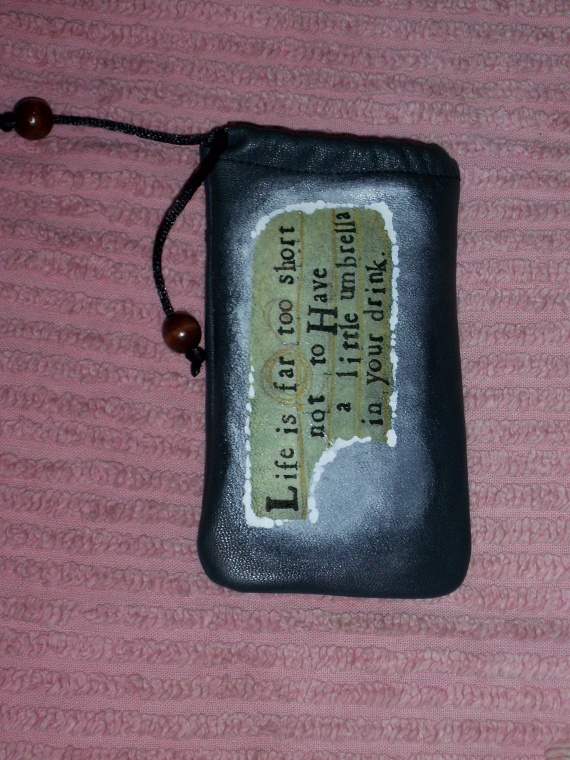 Life is far too short
not to Have
a little umbrella
in your drink.